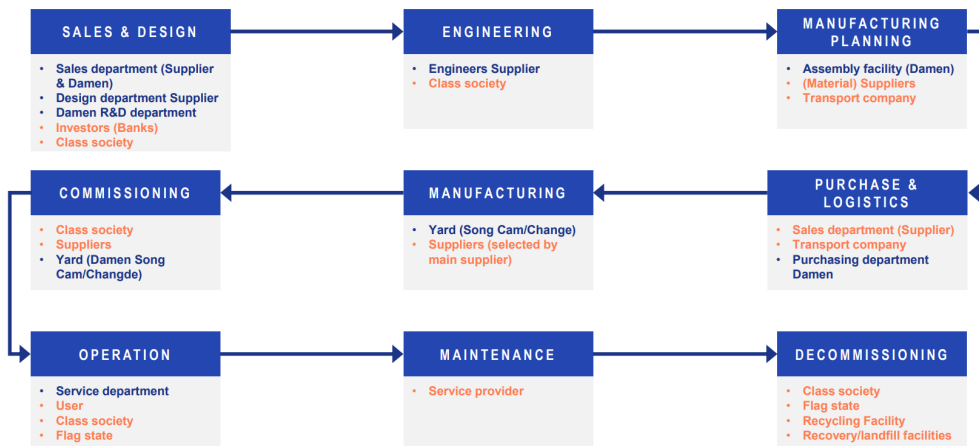 SALES & DESIGN
• Sales department (Supplier
& Damen)
• Design department Supplier
• Damen R&D department
• Investors (Banks)
• Class society
ENGINEERING
• Engineers Supplier
• Class society
MANUFACTURING
PLANNING
• Assembly facility (Damen)
• (Material) Suppliers
• Transport company
COMMISSIONING
• Class society
• Suppliers
• Yard (Damen Song
Cam/Changde)
MANUFACTURING
• Yard (Song Cam/Change)
• Suppliers (selected by
main supplier)
PURCHASE &
LOGISTICS
• Sales department (Supplier)
• Transport company
• Purchasing department
Damen
OPERATION
• Service department
• User
• Class society
• Flag state
MAINTENANCE
• Service provider
DECOMMISSIONING
• Class society
• Flag state
• Recycling Facility
• Recovery/landfill facilities